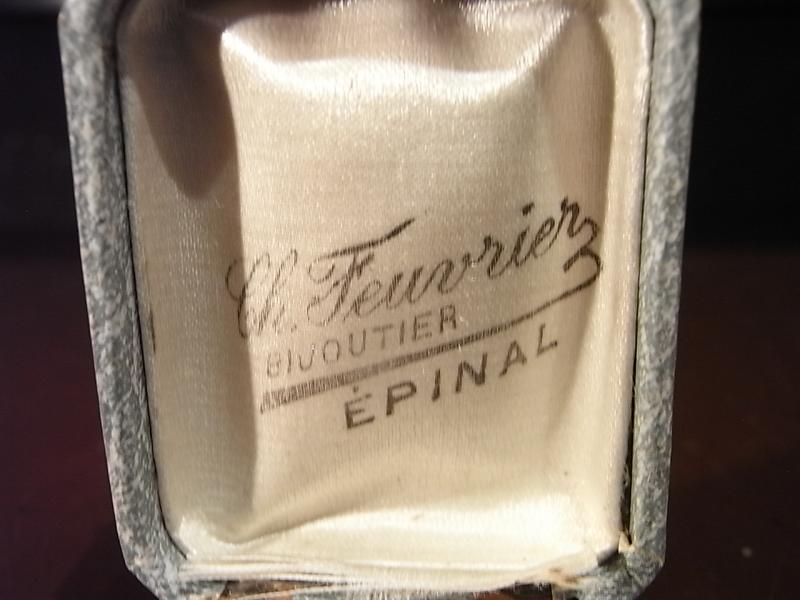 Ch. Feuvrier
BIJOUTIER
ÉPINAL